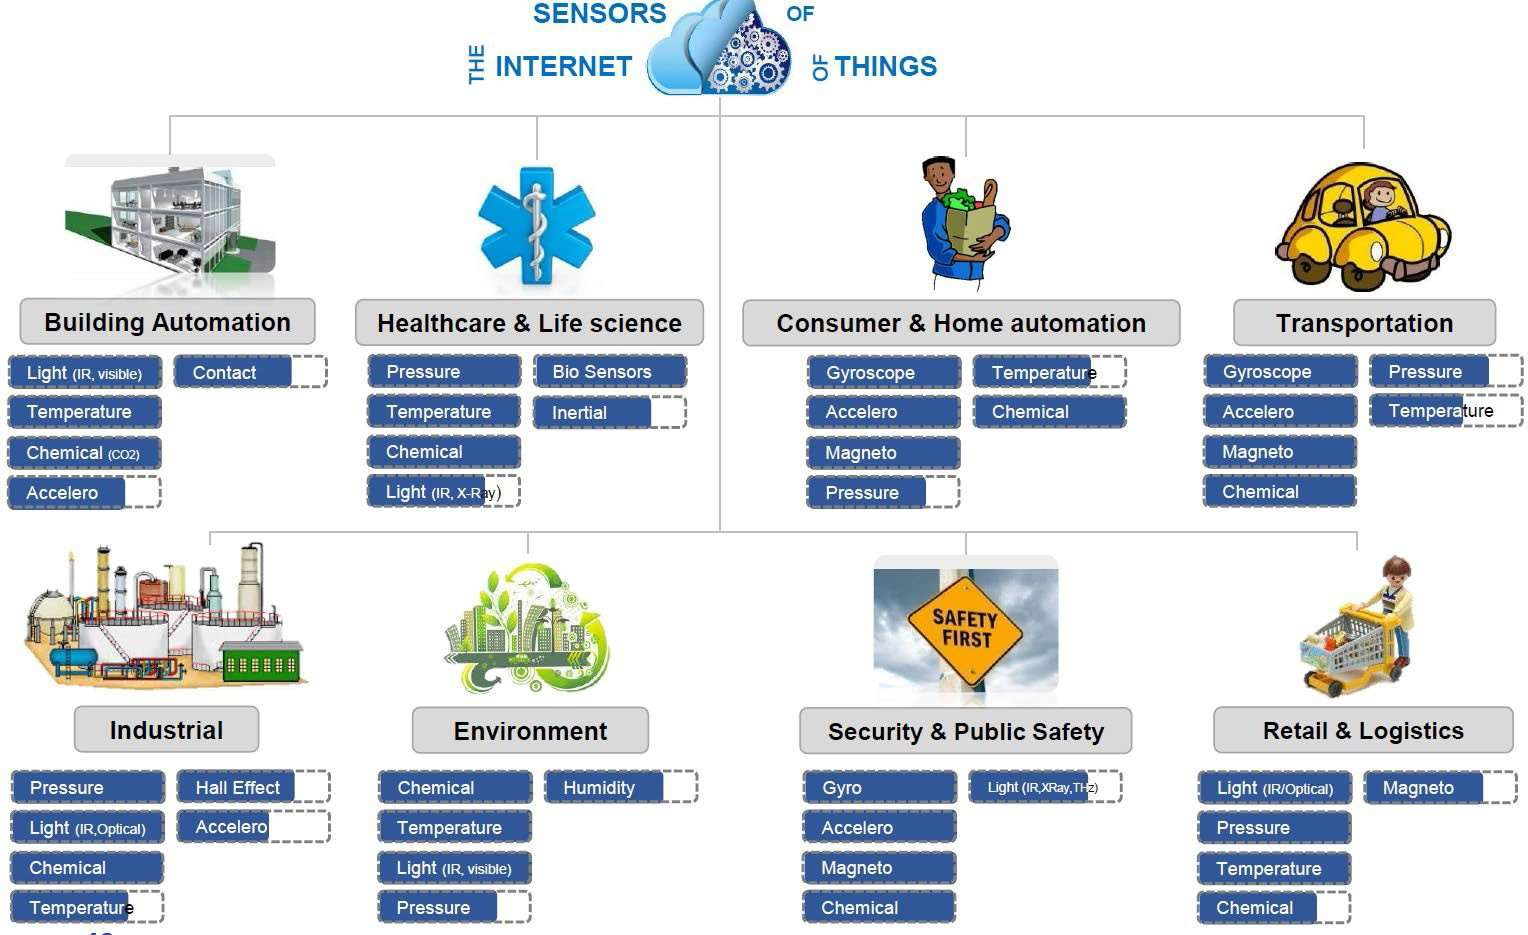 SENSORS OF
THE INTERNET OF THINGS
Building Automation
Light (IR, visible)
Contact
Temperature
Chemical (CO2)
Accelero
Healthcare & Life science
Pressure
Bio Sensors
Temperature
Inertial
Chemical
Light (IR, X-Ray)
Consumer & Home automation
Gyroscope
Temperature
Accelero
Chemical
Magneto
Pressure
Transportation
Gyroscope
Pressure
Accelero
Temperature
Magneto
Chemical
SAFETY
FIRST
Industrial
Pressure
Hall Effect
Light (IR,Optical)
Accelero
Chemical
Temperature
Environment
Chemical
Humidity
Temperature
Light (IR, visible)
Pressure
Security & Public Safety
Gyro
Light (IR,XRay,THz)
Accelero
Magneto
Chemical
Retail & Logistics
Light (IR/Optical)
Magneto
Pressure
Temperature
Chemical